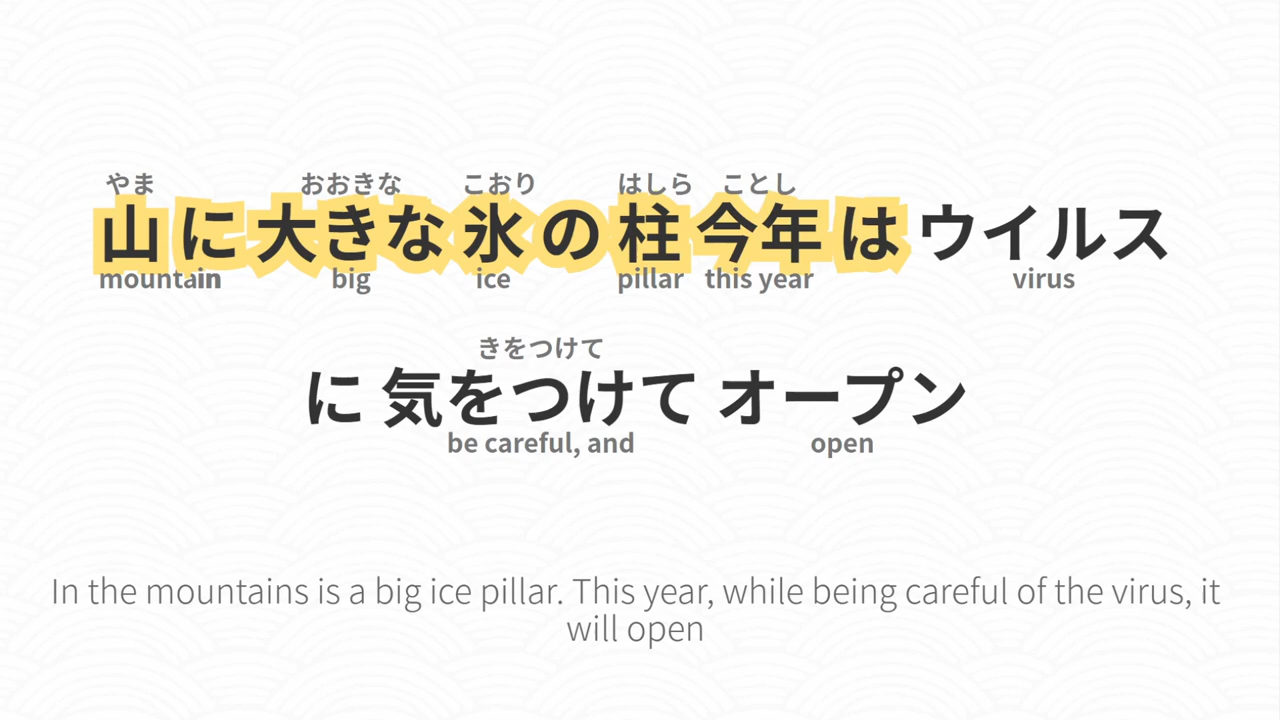 やま おおきな こおり はしら ことし
山に 大きな 氷の 柱 今年は ウイルス
mountain big ice pillar this year virus
きをつけて
に 気をつけて オープン
be careful, and open
In the mountains is a big ice pillar. This year, while being careful of the virus, it
will open